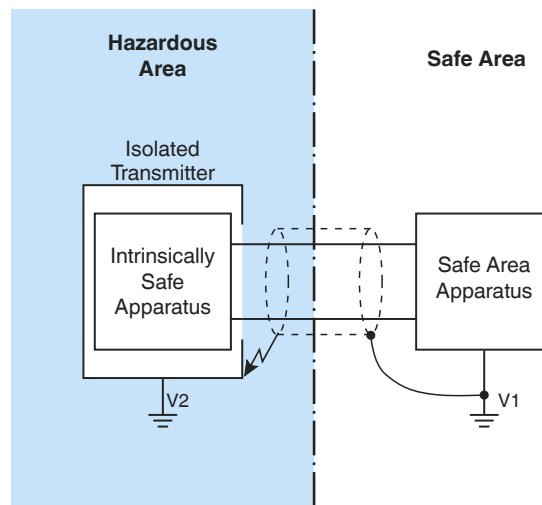 Hazardous
Area
Safe Area
Isolated
Transmitter
Intrinsically
Safe
Apparatus
Safe Area
Apparatus
V2
V1